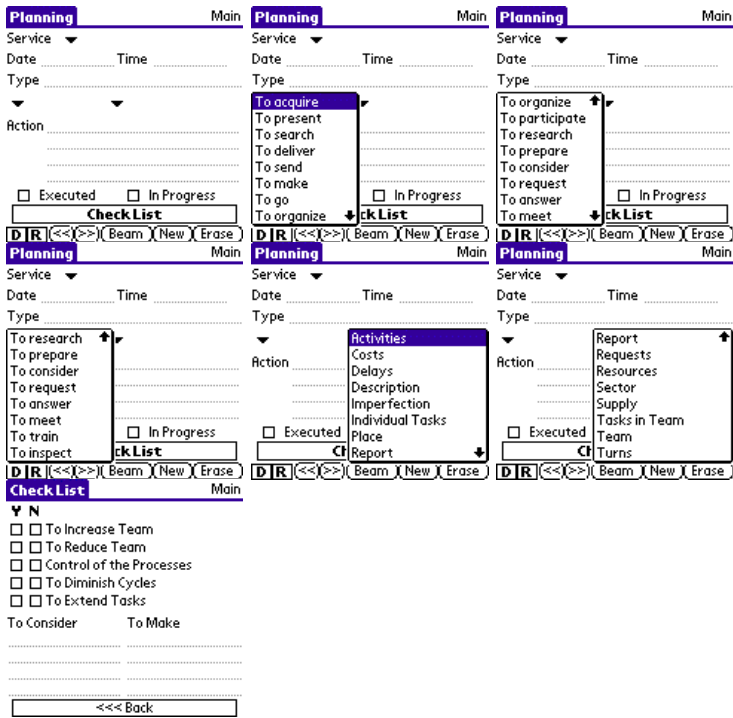 Planning Main
Service
Date Time
Type
Action
Executed In Progress
Check List
D R << >> Beam New Erase
Planning Main
Service
Date Time
Type
To acquire
To present
To search
To deliver
To send
To make
To go
To organize
In Progress
ck List
D R << >> Beam New Erase
Planning Main
Service
Date Time
Type
To organize
To participate
To research
To prepare
To consider
To request
To answer
To meet
In Progress
ck List
D R << >> Beam New Erase
Planning Main
Service
Date Time
Type
To research
To prepare
To consider
To request
To answer
To meet
To train
To inspect
In Progress
ck List
D R << >> Beam New Erase
Planning Main
Service
Date Time
Type
Action
Executed
Ch
Activities
Costs
Delays
Description
Imperfection
Individual Tasks
Place
Report
D R << >> Beam New Erase
Planning Main
Service
Date Time
Type
Action
Executed
Ch
Report
Requests
Resources
Sector
Supply
Tasks in Team
Team
Turns
D R << >> Beam New Erase
Check List Main
Y N
To Increase Team
To Reduce Team
Control of the Processes
To Diminish Cycles
To Extend Tasks
To Consider To Make
<<< Back